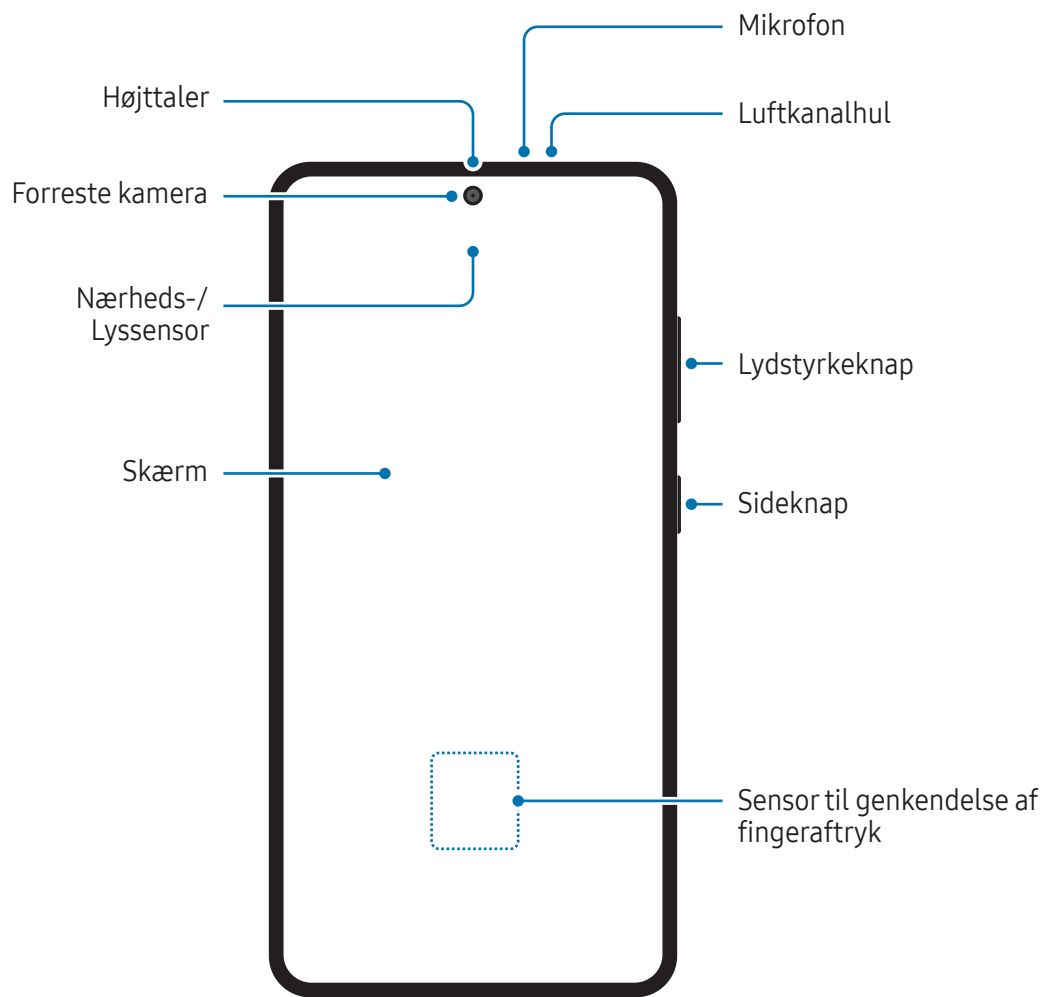 Mikrofon
Højttaler
Luftkanalhul
Forreste kamera
Nærheds-/
Lyssensor
Lydstyrkeknap
Skærm
Sideknap
Sensor til genkendelse af
fingeraftryk